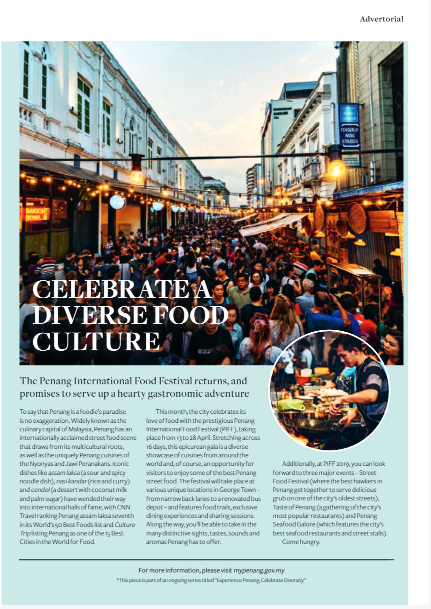 Advertorial
CELEBRATE A
DIVERSE FOOD
CULTURE
The Penang International Food Festival returns, and
promises to serve up a hearty gastronomic adventure
To say that Penang is a foodie's paradise
is no exaggeration. Widely known as the
culinary capital of Malaysia, Penang has an
internationally acclaimed street food scene
that draws from its multicultural roots,
as well as the uniquely Penang cuisines of
the Nyonyas and Jawi Peranakans. Iconic
dishes like assam laksa (a sour and spicy
noodle dish), nasi kandar (rice and curry)
and cendol (a dessert with coconut milk
and palm sugar) have wended their way
into international halls of fame, with CNN
Travel ranking Penang assam laksa seventh
in its World's 50 Best Foods list and Culture
Trip listing Penang as one of the 15 Best
Cities in the World for Food.
This month, the city celebrates its
love of food with the prestigious Penang
International Food Festival (PIFF), taking
place from 13 to 28 April. Stretching across
16 days, this epicurean gala is a diverse
showcase of cuisines from around the
world and, of course, an opportunity for
visitors to enjoy some of the best Penang
street food. The festival will take place at
various unique locations in George Town –
from narrow back lanes to a renovated bus
depot – and features food trails, exclusive
dining experiences and sharing sessions.
Along the way, you'll be able to take in the
many distinctive sights, tastes, sounds and
aromas Penang has to offer.
Additionally, at PIFF 2019, you can look
forward to three major events – Street
Food Festival (where the best hawkers in
Penang get together to serve delicious
grub on one of the city's oldest streets),
Taste of Penang (a gathering of the city's
most popular restaurants) and Penang
Seafood Galore (which features the city's
best seafood restaurants and street stalls).
Come hungry.
For more information, please visit mypenang.gov.my
*This piece is part of an ongoing series titled "Experience Penang, Celebrate Diversity"